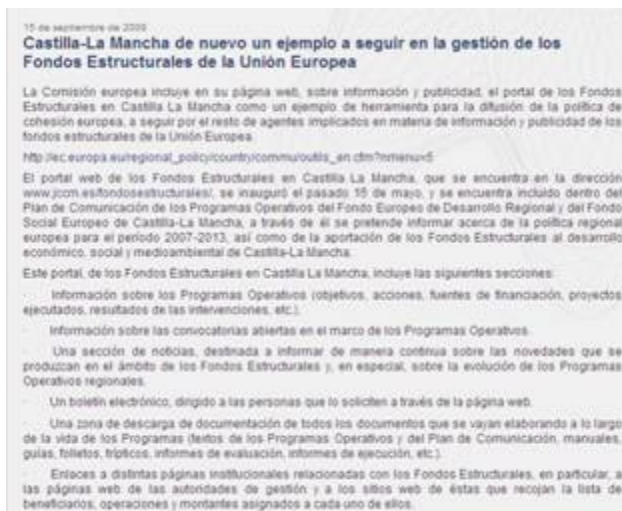 15 de septiembre de 2009
Castilla-La Mancha de nuevo un ejemplo a seguir en la gestión de los
Fondos Estructurales de la Unión Europea
La Comisión europea incluye en su página web, sobre información y publicidad, el portal de los Fondos
Estructurales en Castilla La Mancha como un ejemplo de herramienta para la difusión de la política de
cohesión europea, a seguir por el resto de agentes implicados en materia de información y publicidad de los
fondos estructurales de la Unión Europea.
http://ec.europa.eu/regional_policy/country/commu/outils_en.cfm?nmenu=5
El portal web de los Fondos Estructurales en Castilla La Mancha, que se encuentra en la dirección
www.jccm.es/fondosestructurales/, se inauguró el pasado 15 de mayo, y se encuentra incluido dentro del
Plan de Comunicación de los Programas Operativos del Fondo Europeo de Desarrollo Regional y del Fondo
Social Europeo de Castilla-La Mancha, a través de él se pretende informar acerca de la política regional
europea para el período 2007-2013, así como de la aportación de los Fondos Estructurales al desarrollo
económico, social y medioambiental de Castilla-La Mancha.
Este portal, de los Fondos Estructurales en Castilla La Mancha, incluye las siguientes secciones:
· Información sobre los Programas Operativos (objetivos, acciones, fuentes de financiación, proyectos
ejecutados, resultados de las intervenciones, etc.).
· Información sobre las convocatorias abiertas en el marco de los Programas Operativos.
· Una sección de noticias, destinada a informar de manera continua sobre las novedades que se
produzcan en el ámbito de los Fondos Estructurales y, en especial, sobre la evolución de los Programas
Operativos regionales.
· Un boletín electrónico, dirigido a las personas que lo soliciten a través de la página web.
· Una zona de descarga de documentación de todos los documentos que se vayan elaborando a lo largo
de la vida de los Programas (textos de los Programas Operativos y del Plan de Comunicación, manuales,
guías, folletos, trípticos, informes de evaluación, informes de ejecución, etc.).
· Enlaces a distintas páginas institucionales relacionadas con los Fondos Estructurales, en particular, a
las páginas web de las autoridades de gestión y a los sitios web de éstas que recojan la lista de
beneficiarios, operaciones y montantes asignados a cada uno de ellos.